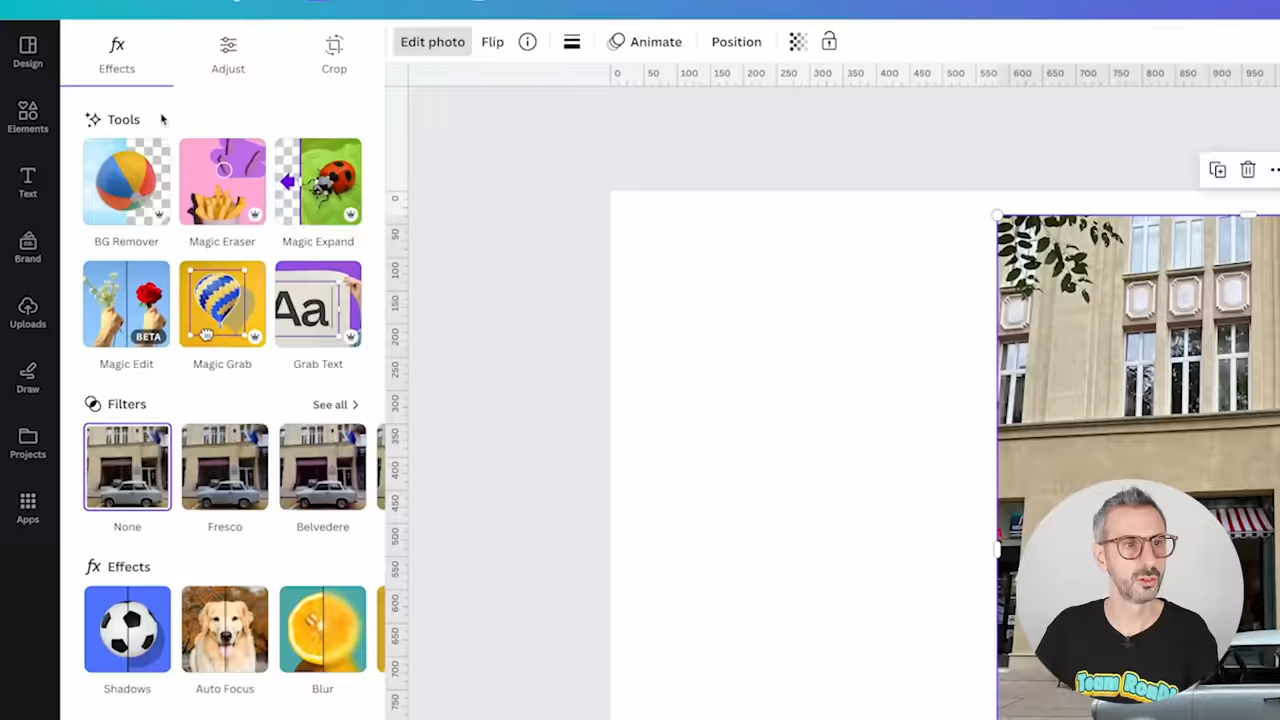 Design
Elements
Text
Brand
Uploads
Draw
Projects
Apps
fx
Effects
Adjust
Crop
Edit photo
Flip
Animate
Position
Tools
BG Remover
Magic Eraser
Magic Expand
BETA
Aa
Magic Edit
Magic Grab
Grab Text
Filters
See all
None
Fresco
Belvedere
fx Effects
Shadows
Auto Focus
Blur
0 50 100 150 200 250 300 350 400 450 500 550 600 650 700 750 800 850 900 950
0
50
100
150
200
250
300
350
400
450
500
550
600
650
700
750
Team